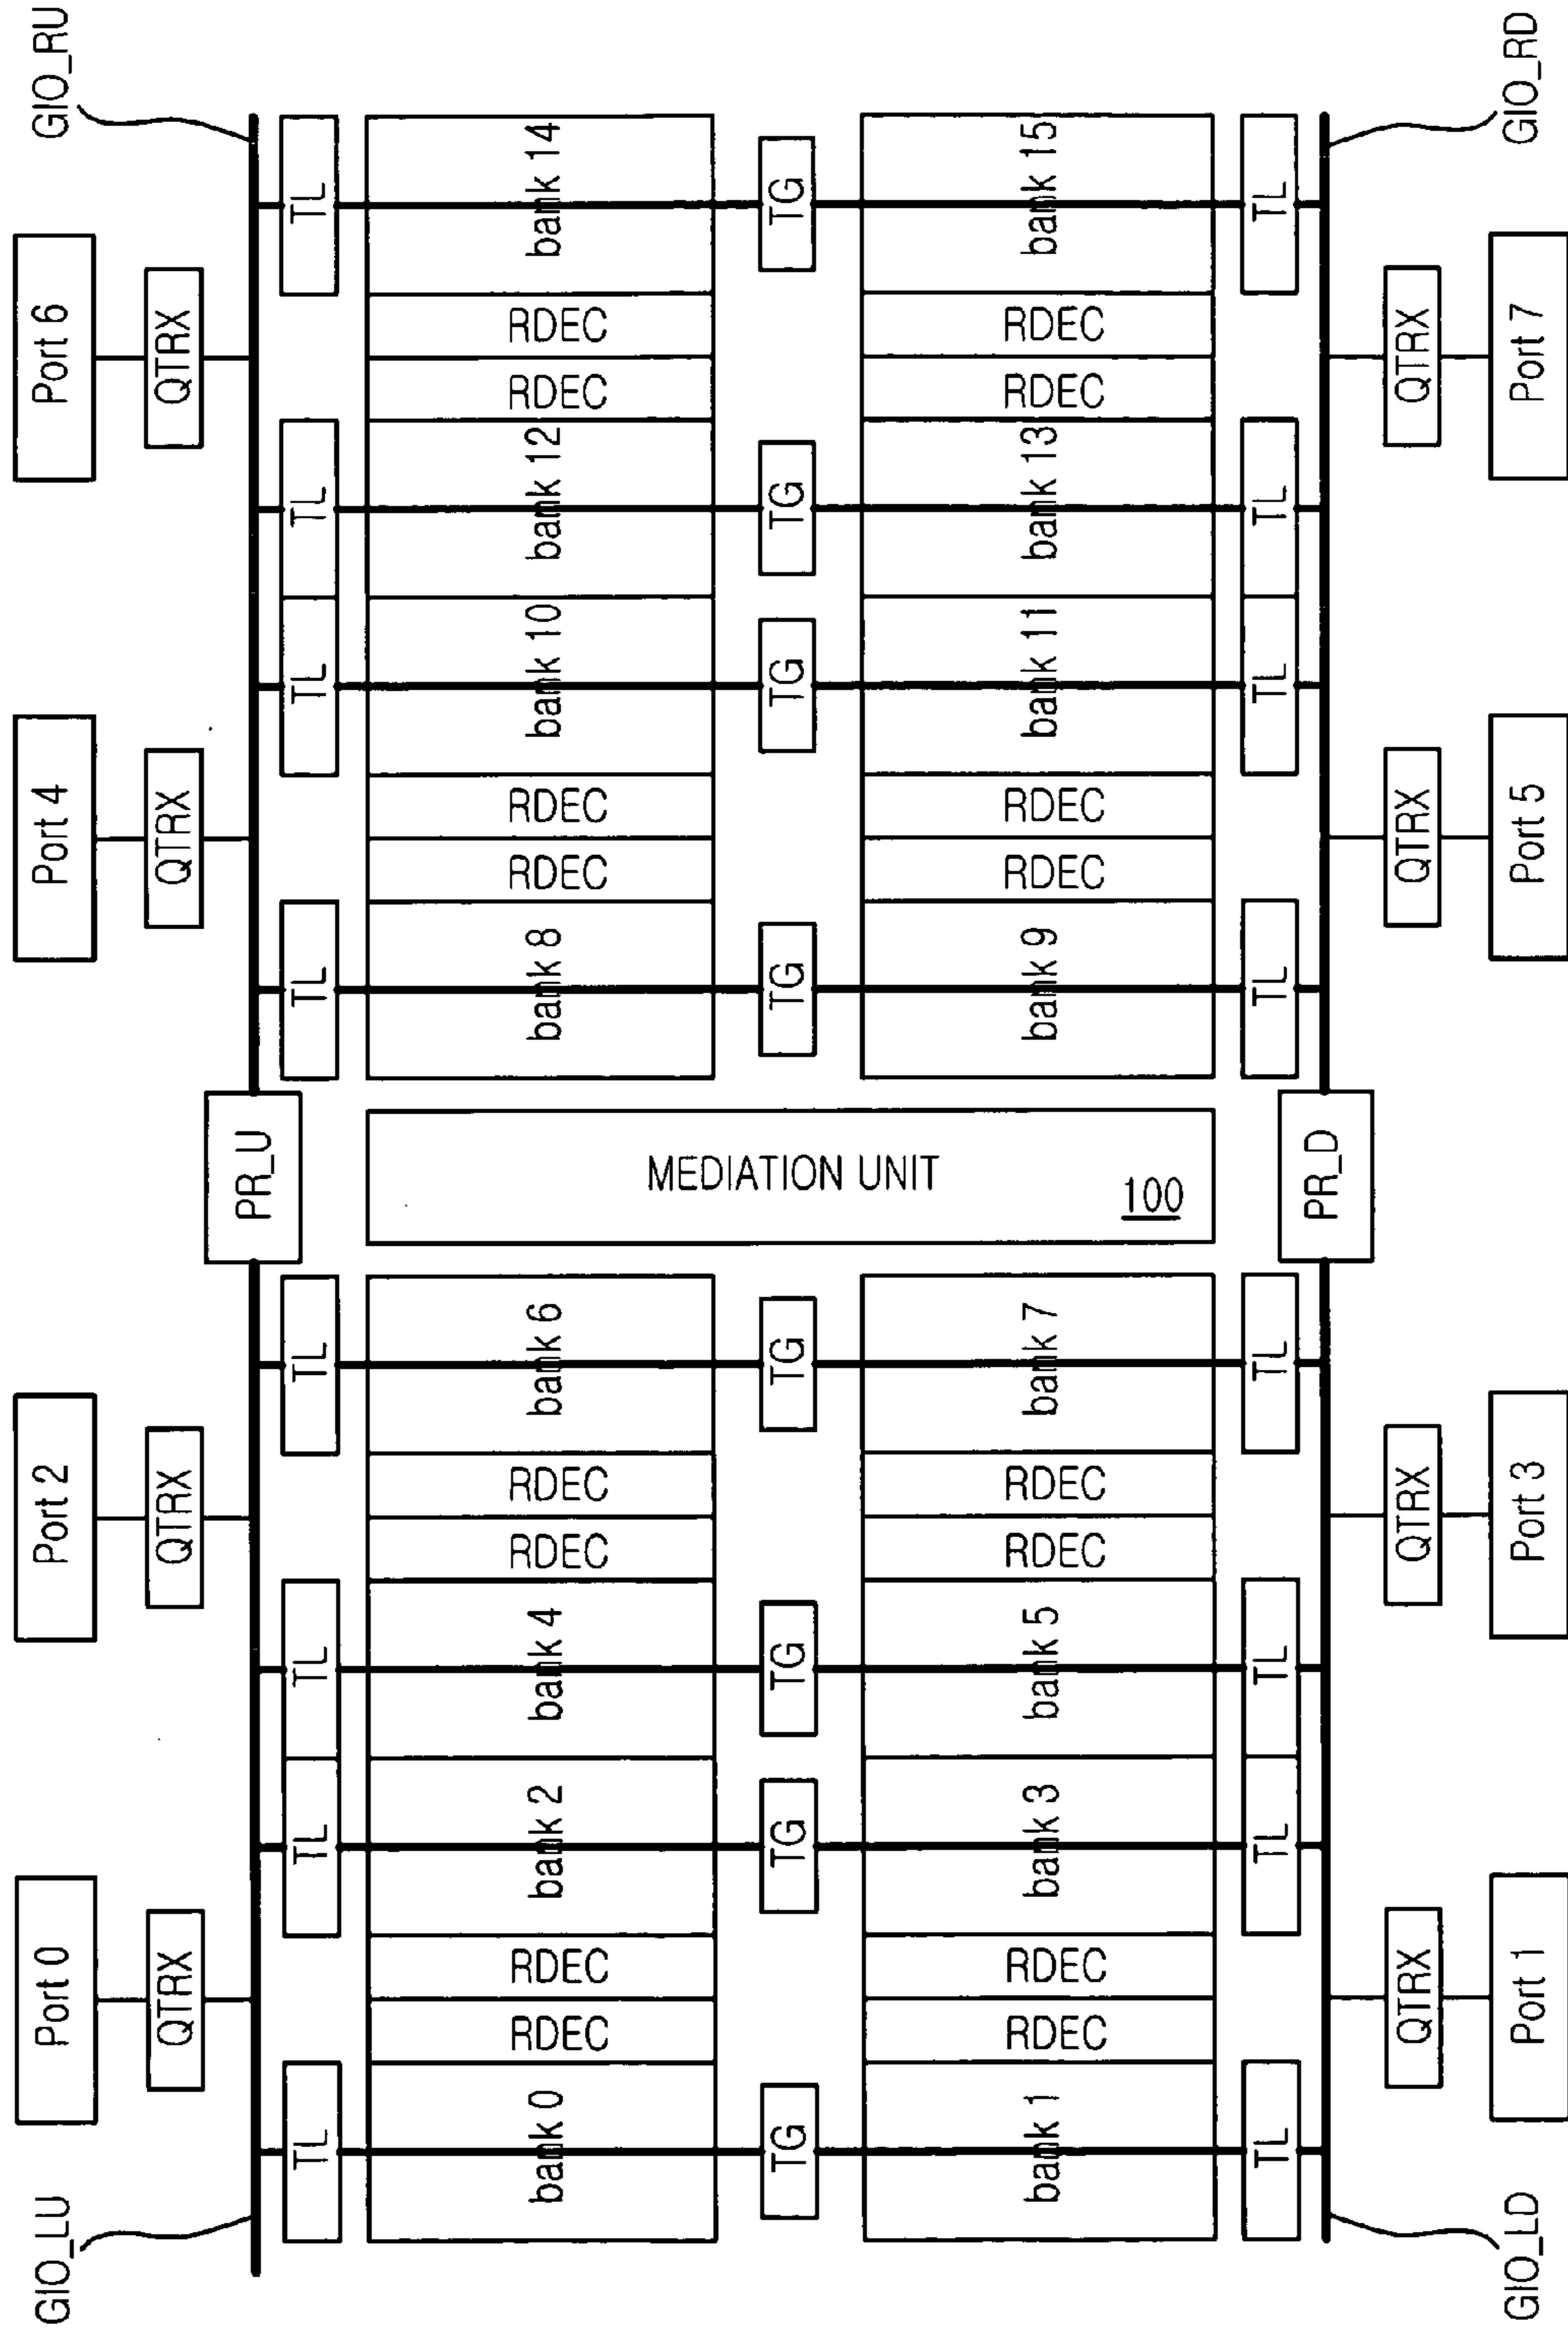 GIO_LU Port 0 Port 2 Port 4 Port 6 GIO_RU
QTRX QTRX QTRX QTRX
PR_U
TL TL TL TL TL TL TL TL
bank 0 RDEC RDEC bank 2 bank 4 RDEC RDEC bank 6 bank 8 RDEC RDEC bank 10 bank 12 RDEC RDEC bank 14
TG TG TG TG MEDIATION UNIT TG TG TG TG
bank 1 RDEC RDEC bank 3 bank 5 RDEC RDEC bank 7 bank 9 RDEC RDEC bank 11 bank 13 RDEC RDEC bank 15
100
TL TL TL TL TL TL TL TL
PR_D
QTRX QTRX QTRX QTRX
GIO_LD Port 1 Port 3 Port 5 Port 7 GIO_RD